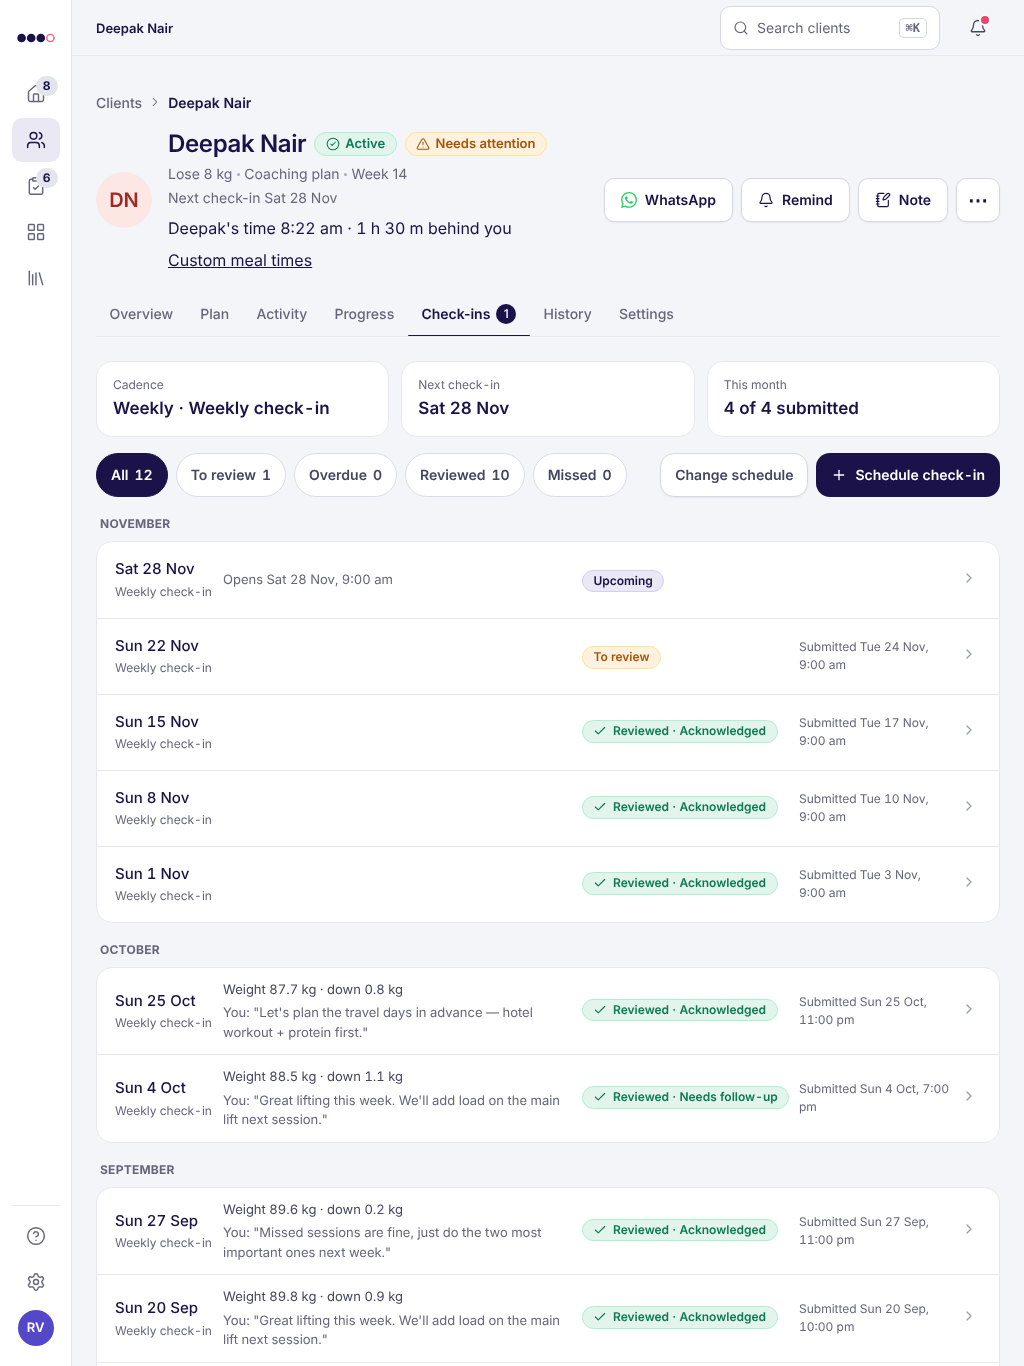 Deepak Nair
Search clients
⌘K
8
6
Clients
Deepak Nair
DN
Deepak Nair
Active
Needs attention
Lose 8 kg · Coaching plan · Week 14
Next check-in Sat 28 Nov
Deepak's time 8:22 am · 1 h 30 m behind you
Custom meal times
WhatsApp
Remind
Note
Overview
Plan
Activity
Progress
Check-ins 1
History
Settings
Cadence
Weekly · Weekly check-in
Next check-in
Sat 28 Nov
This month
4 of 4 submitted
All 12
To review 1
Overdue 0
Reviewed 10
Missed 0
Change schedule
Schedule check-in
NOVEMBER
Sat 28 Nov
Weekly check-in
Opens Sat 28 Nov, 9:00 am
Upcoming
Sun 22 Nov
Weekly check-in
To review
Submitted Tue 24 Nov,
9:00 am
Sun 15 Nov
Weekly check-in
Reviewed · Acknowledged
Submitted Tue 17 Nov,
9:00 am
Sun 8 Nov
Weekly check-in
Reviewed · Acknowledged
Submitted Tue 10 Nov,
9:00 am
Sun 1 Nov
Weekly check-in
Reviewed · Acknowledged
Submitted Tue 3 Nov,
9:00 am
OCTOBER
Sun 25 Oct
Weekly check-in
Weight 87.7 kg · down 0.8 kg
You: "Let's plan the travel days in advance — hotel
workout + protein first."
Reviewed · Acknowledged
Submitted Sun 25 Oct,
11:00 pm
Sun 4 Oct
Weekly check-in
Weight 88.5 kg · down 1.1 kg
You: "Great lifting this week. We'll add load on the main
lift next session."
Reviewed · Needs follow-up
Submitted Sun 4 Oct, 7:00
pm
SEPTEMBER
Sun 27 Sep
Weekly check-in
Weight 89.6 kg · down 0.2 kg
You: "Missed sessions are fine, just do the two most
important ones next week."
Reviewed · Acknowledged
Submitted Sun 27 Sep,
11:00 pm
Sun 20 Sep
Weekly check-in
Weight 89.8 kg · down 0.9 kg
You: "Great lifting this week. We'll add load on the main
lift next session."
Reviewed · Acknowledged
Submitted Sun 20 Sep,
10:00 pm
RV